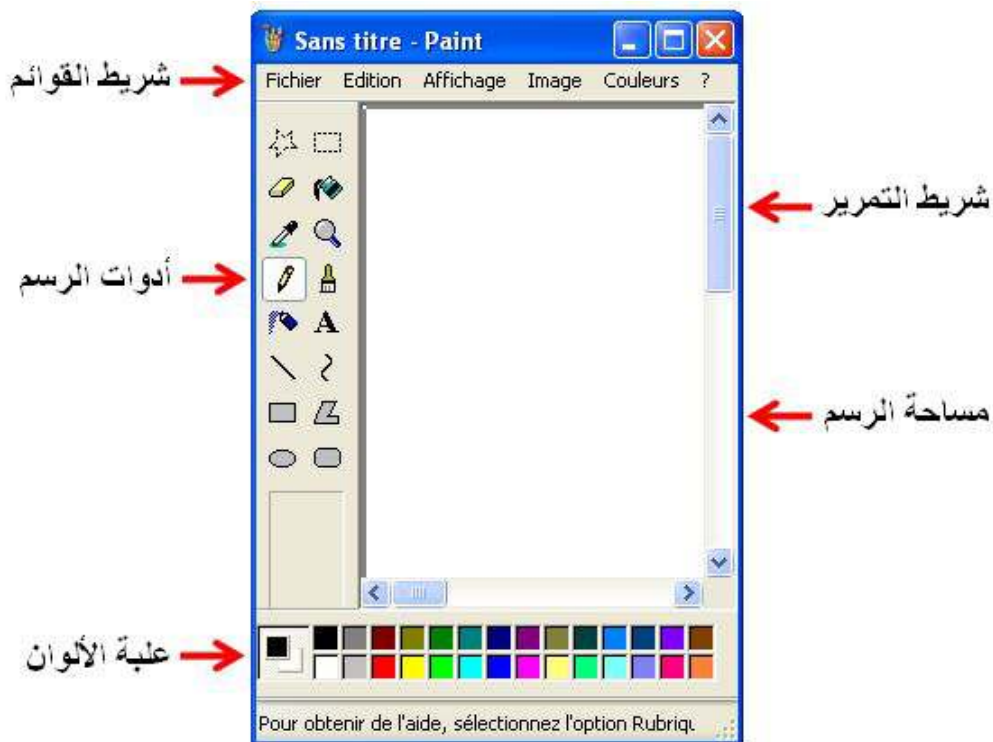 Sans titre - Paint
شريط القوائم
Fichier Edition Affichage Image Couleurs ?
شريط التمرير
أدوات الرسم
A
مساحة الرسم
علبة الألوان
Pour obtenir de l'aide, sélectionnez l'option Rubriqu